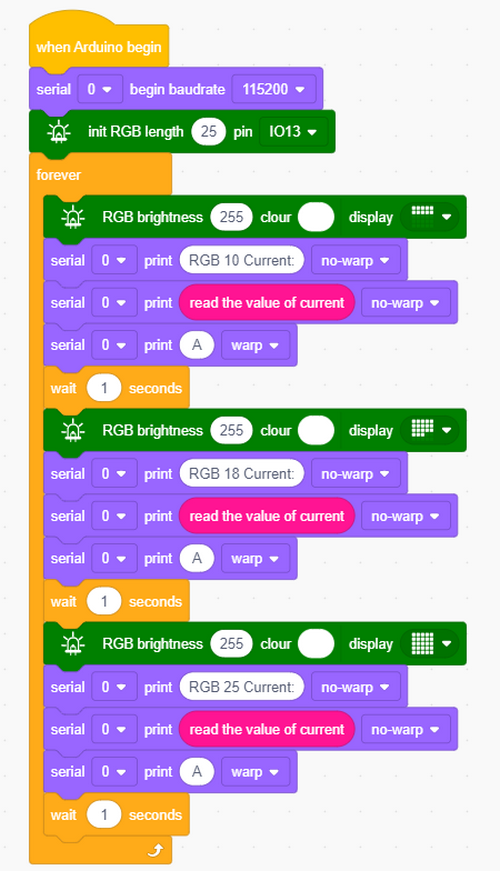 when Arduino begin
serial 0 begin baudrate 115200
init RGB length 25 pin IO13
forever
RGB brightness 255 clour display
serial 0 print RGB 10 Current: no-warp
serial 0 print read the value of current no-warp
serial 0 print A warp
wait 1 seconds
RGB brightness 255 clour display
serial 0 print RGB 18 Current: no-warp
serial 0 print read the value of current no-warp
serial 0 print A warp
wait 1 seconds
RGB brightness 255 clour display
serial 0 print RGB 25 Current: no-warp
serial 0 print read the value of current no-warp
serial 0 print A warp
wait 1 seconds